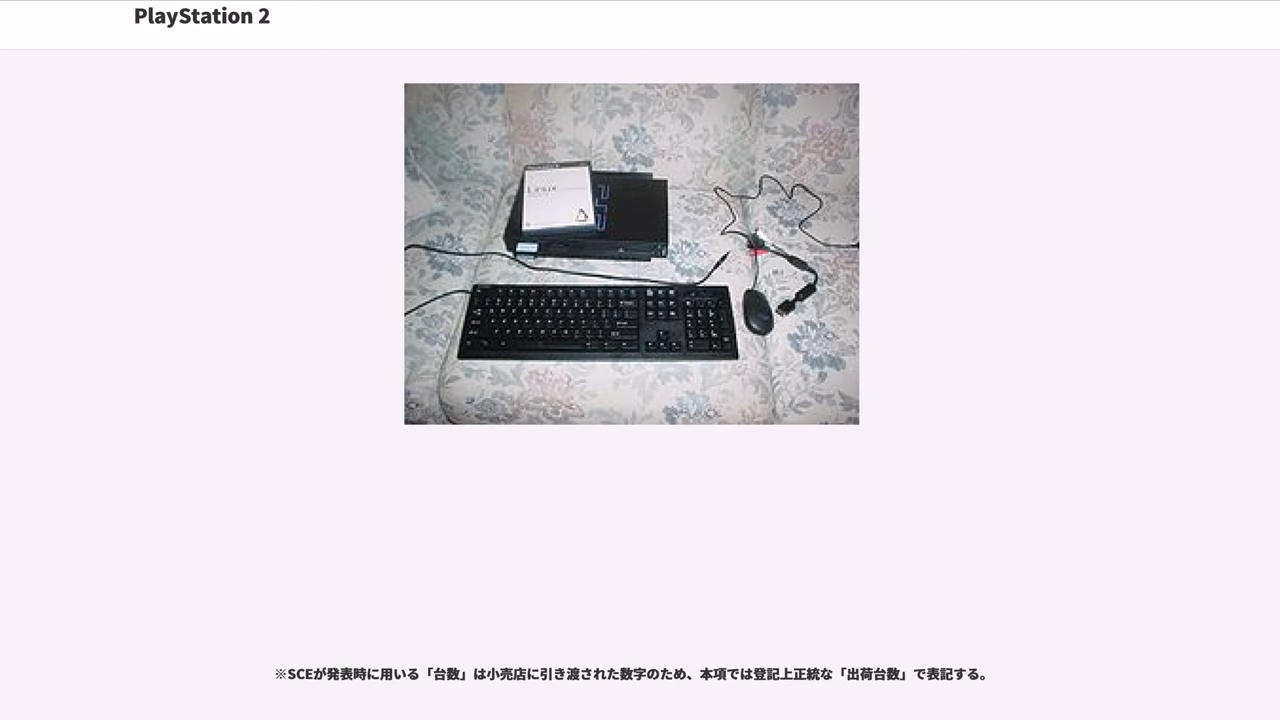 PlayStation 2
Linux
※SCEが発表時に用いる「台数」は小売店に引き渡された数字のため、本項では登記上正統な「出荷台数」で表記する。